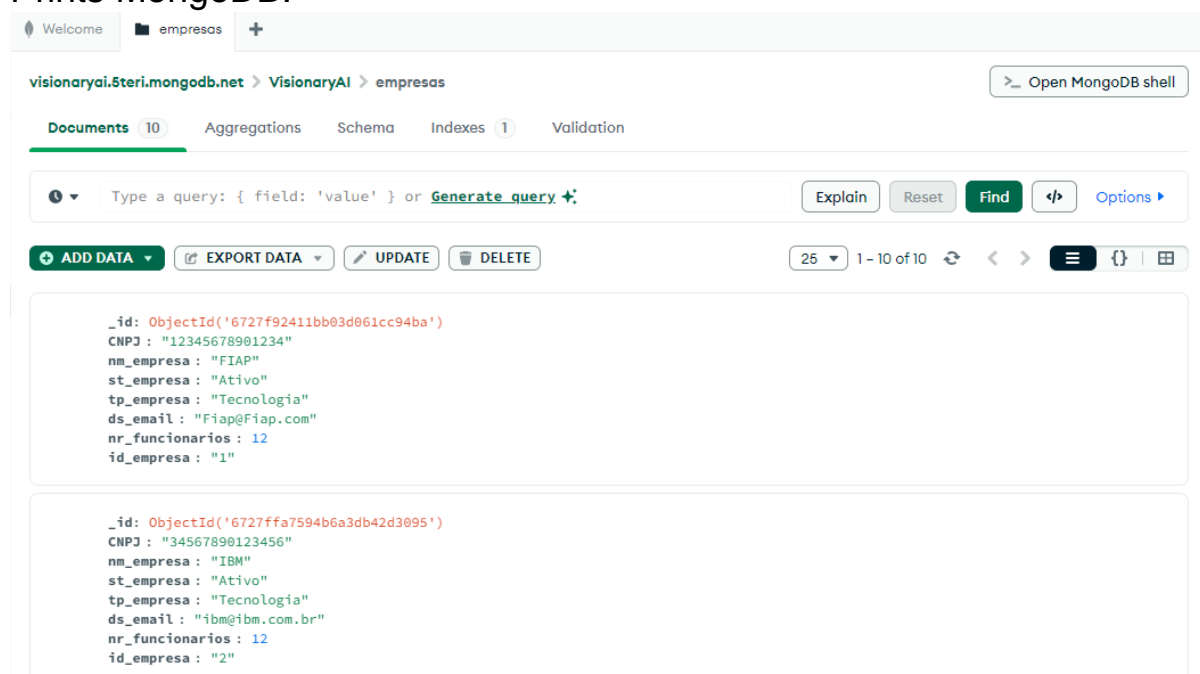 Prints MongoDB:
Welcome empresas
visionaryai.5teri.mongodb.net > VisionaryAI > empresas >_ Open MongoDB shell
Documents 10 Aggregations Schema Indexes 1 Validation
Type a query: { field: 'value' } or Generate query Explain Reset Find </> Options
ADD DATA EXPORT DATA UPDATE DELETE 25 1 – 10 of 10 {}
_id: ObjectId('6727f92411bb03d061cc94ba')
CNPJ : "12345678901234"
nm_empresa : "FIAP"
st_empresa : "Ativo"
tp_empresa : "Tecnologia"
ds_email : "Fiap@Fiap.com"
nr_funcionarios : 12
id_empresa : "1"
_id: ObjectId('6727ffa7594b6a3db42d3095')
CNPJ : "34567890123456"
nm_empresa : "IBM"
st_empresa : "Ativo"
tp_empresa : "Tecnologia"
ds_email : "ibm@ibm.com.br"
nr_funcionarios : 12
id_empresa : "2"